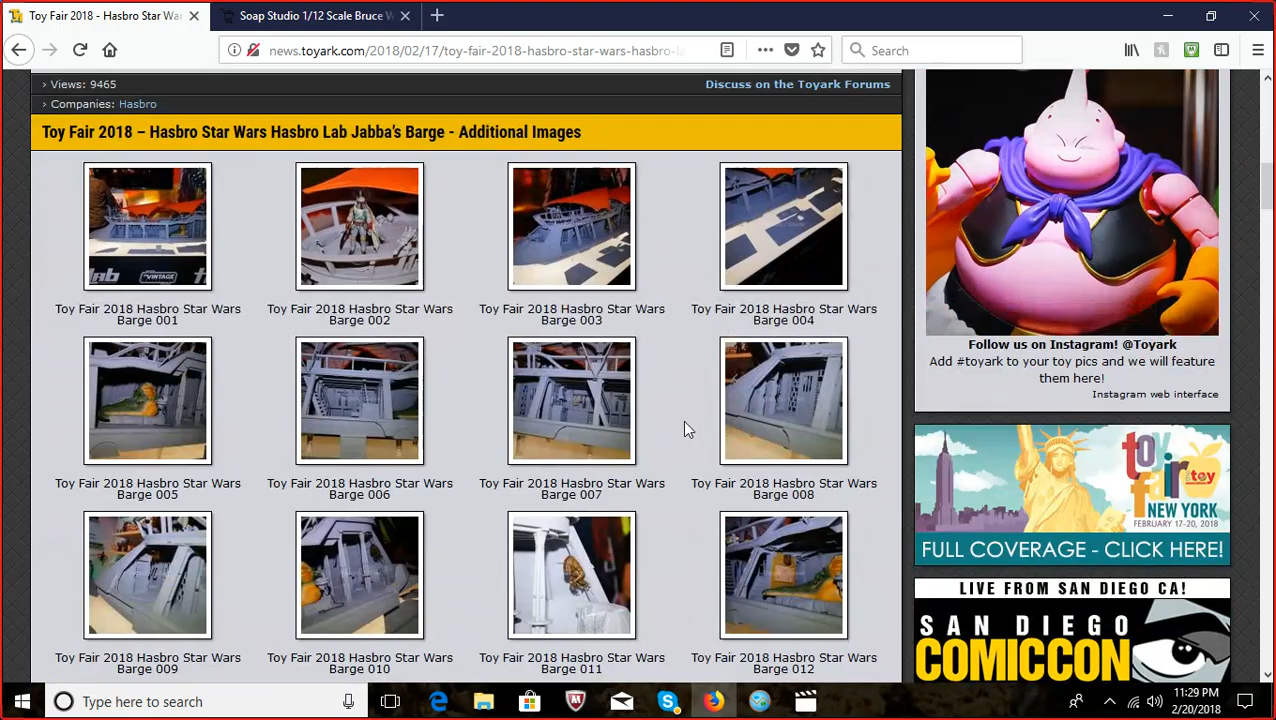 Toy Fair 2018 - Hasbro Star War
Soap Studio 1/12 Scale Bruce W
news.toyark.com/2018/02/17/toy-fair-2018-hasbro-star-wars-hasbro-la
Search
› Views: 9465
Discuss on the Toyark Forums
› Companies: Hasbro
Toy Fair 2018 – Hasbro Star Wars Hasbro Lab Jabba's Barge - Additional Images
lab
VINTAGE
Toy Fair 2018 Hasbro Star Wars
Barge 001
Toy Fair 2018 Hasbro Star Wars
Barge 002
Toy Fair 2018 Hasbro Star Wars
Barge 003
Toy Fair 2018 Hasbro Star Wars
Barge 004
Toy Fair 2018 Hasbro Star Wars
Barge 005
Toy Fair 2018 Hasbro Star Wars
Barge 006
Toy Fair 2018 Hasbro Star Wars
Barge 007
Toy Fair 2018 Hasbro Star Wars
Barge 008
Toy Fair 2018 Hasbro Star Wars
Barge 009
Toy Fair 2018 Hasbro Star Wars
Barge 010
Toy Fair 2018 Hasbro Star Wars
Barge 011
Toy Fair 2018 Hasbro Star Wars
Barge 012
Follow us on Instagram! @Toyark
Add #toyark to your toy pics and we will feature
them here!
Instagram web interface
toy
fair
toy
NEW YORK
FEBRUARY 17-20, 2018
FULL COVERAGE - CLICK HERE!
LIVE FROM SAN DIEGO CA!
SAN DIEGO
COMICCON
Type here to search
11:29 PM
2/20/2018